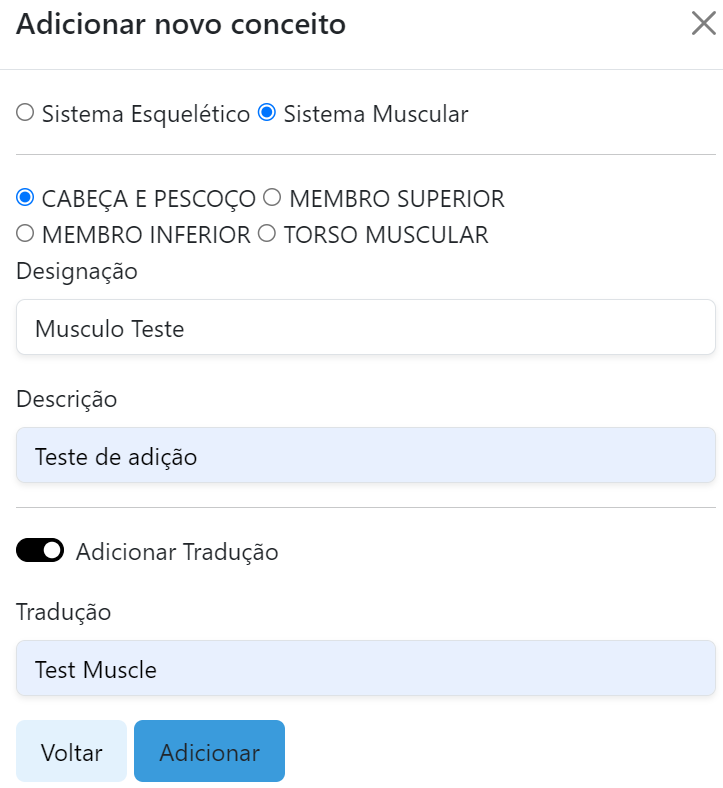 Adicionar novo conceito
Sistema Esquelético Sistema Muscular
CABEÇA E PESCOÇO MEMBRO SUPERIOR
MEMBRO INFERIOR TORSO MUSCULAR
Designação
Musculo Teste
Descrição
Teste de adição
Adicionar Tradução
Tradução
Test Muscle
Voltar Adicionar